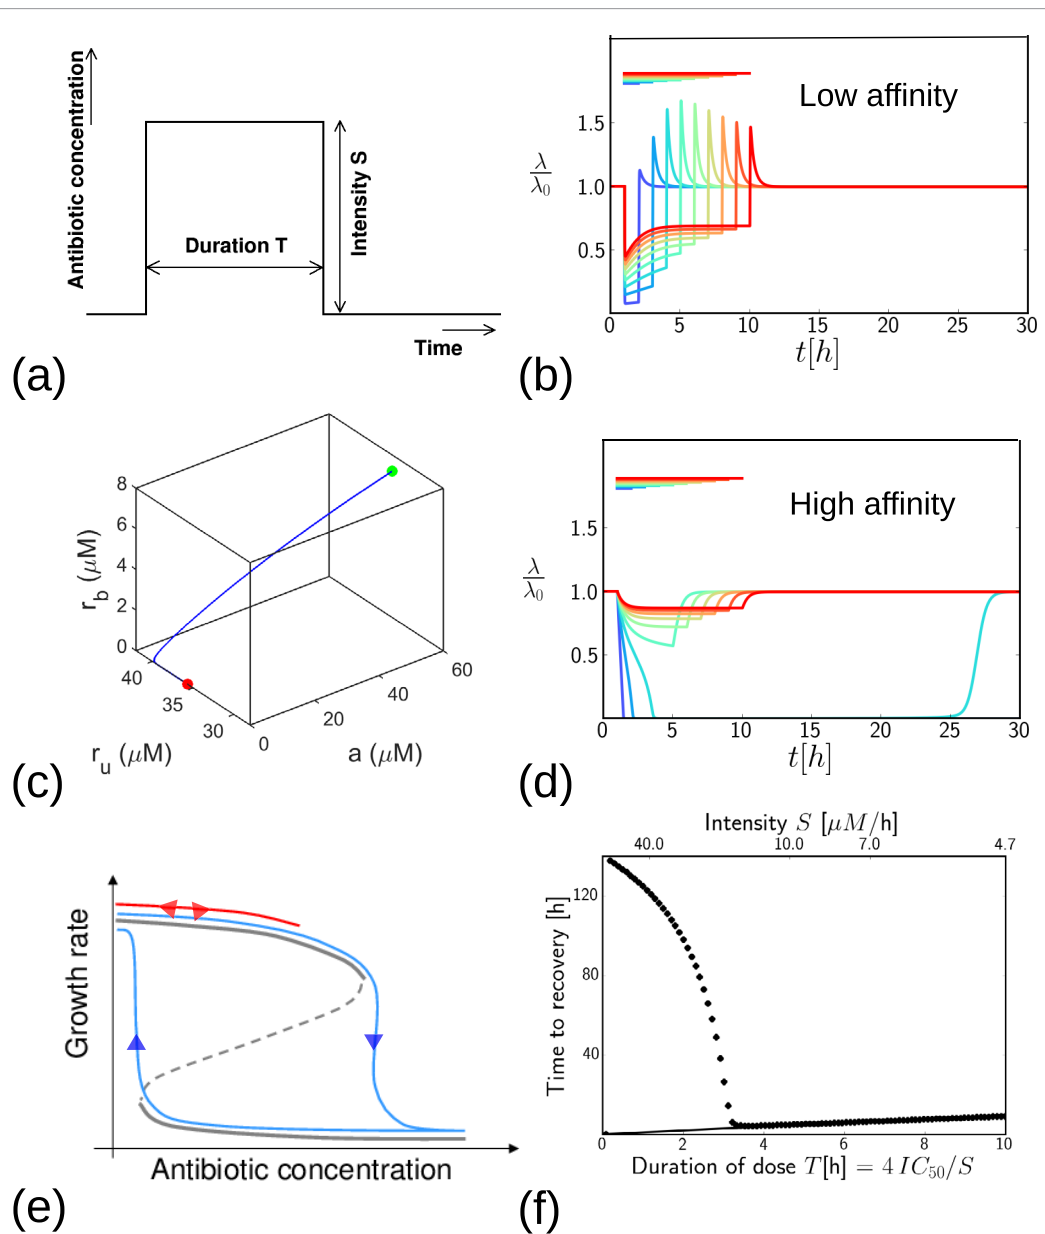 Antibiotic concentration
Duration T
Intensity S
Time
(a)
Low affinity
λ/λ₀
1.5
1.0
0.5
0 5 10 15 20 25 30
t[h]
(b)
8
6
4
2
0
r_b (μM)
40 35 30
r_u (μM)
0 20 40 60
a (μM)
(c)
High affinity
λ/λ₀
1.5
1.0
0.5
0 5 10 15 20 25 30
t[h]
(d)
Growth rate
Antibiotic concentration
(e)
Intensity S [μM/h]
40.0 10.0 7.0 4.7
Time to recovery [h]
120
80
40
0 2 4 6 8 10
Duration of dose T[h] = 4 IC₅₀/S
(f)